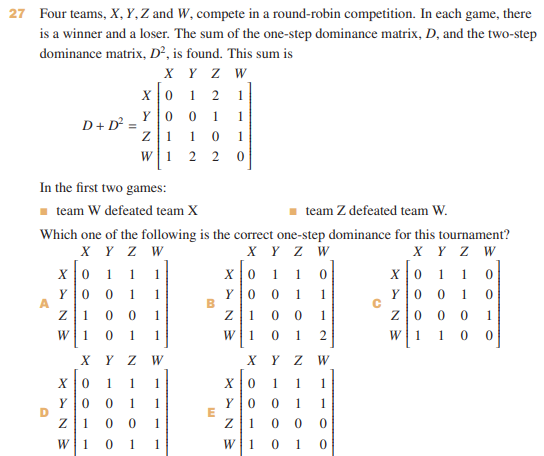 27 Four teams, X, Y, Z and W, compete in a round-robin competition. In each game, there
is a winner and a loser. The sum of the one-step dominance matrix, D, and the two-step
dominance matrix, D², is found. This sum is
X Y Z W
X 0 1 2 1
D + D² = Y 0 0 1 1
Z 1 1 0 1
W 1 2 2 0
In the first two games:
■ team W defeated team X ■ team Z defeated team W.
Which one of the following is the correct one-step dominance for this tournament?
X Y Z W X Y Z W X Y Z W
X 0 1 1 1 X 0 1 1 0 X 0 1 1 0
A Y 0 0 1 1 B Y 0 0 1 1 C Y 0 0 1 0
Z 1 0 0 1 Z 1 0 0 1 Z 0 0 0 1
W 1 0 1 1 W 1 0 1 2 W 1 1 0 0
X Y Z W X Y Z W
X 0 1 1 1 X 0 1 1 1
D Y 0 0 1 1 E Y 0 0 1 1
Z 1 0 0 1 Z 1 0 0 0
W 1 0 1 1 W 1 0 1 0